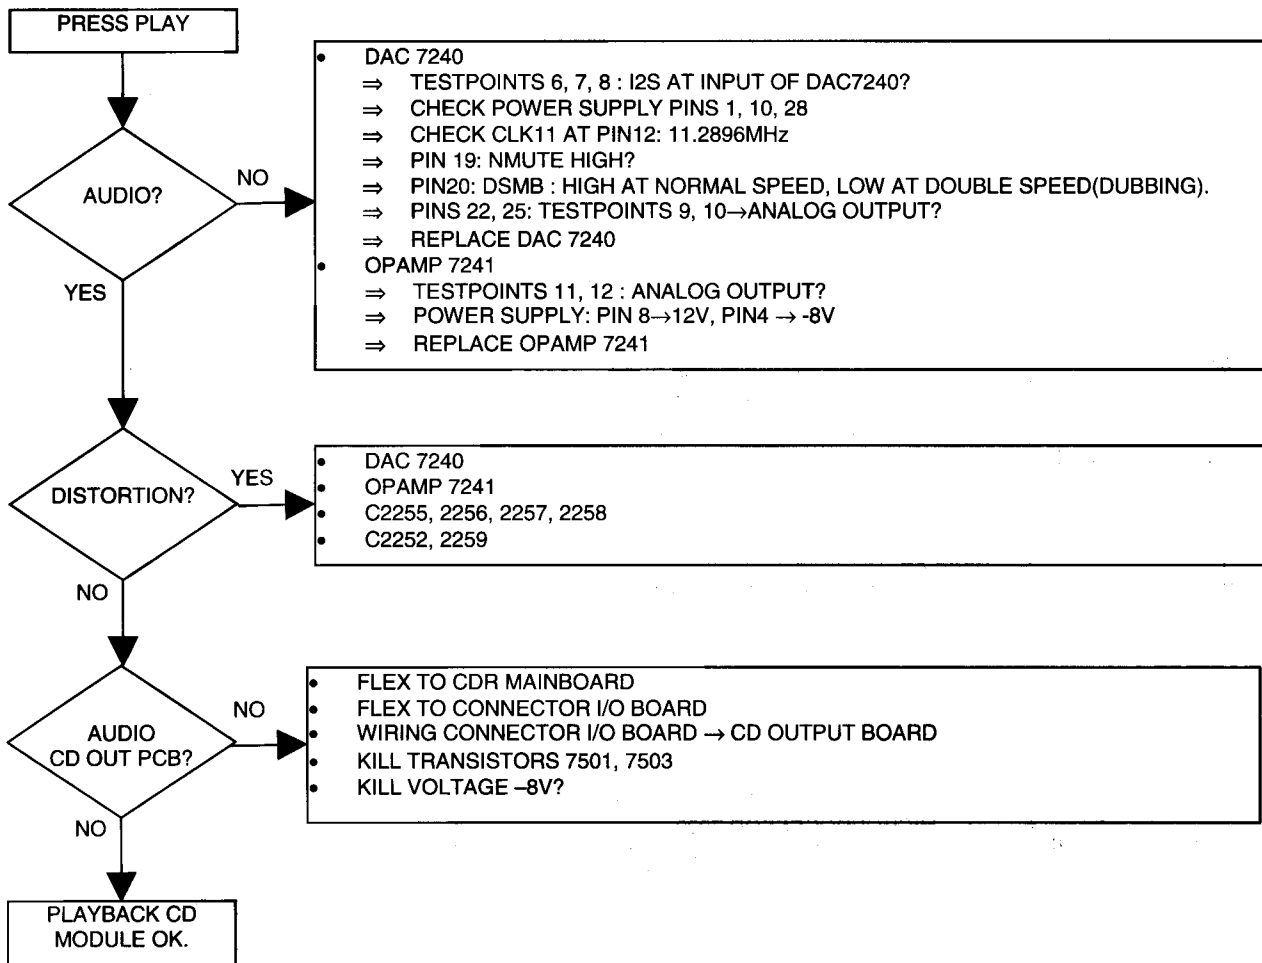 PRESS PLAY
• DAC 7240
⇒ TESTPOINTS 6, 7, 8 : I2S AT INPUT OF DAC7240?
⇒ CHECK POWER SUPPLY PINS 1, 10, 28
⇒ CHECK CLK11 AT PIN12: 11.2896MHz
⇒ PIN 19: NMUTE HIGH?
⇒ PIN20: DSMB : HIGH AT NORMAL SPEED, LOW AT DOUBLE SPEED(DUBBING).
⇒ PINS 22, 25: TESTPOINTS 9, 10→ANALOG OUTPUT?
⇒ REPLACE DAC 7240
• OPAMP 7241
⇒ TESTPOINTS 11, 12 : ANALOG OUTPUT?
⇒ POWER SUPPLY: PIN 8→12V, PIN4 → -8V
⇒ REPLACE OPAMP 7241
AUDIO?
NO
YES
DISTORTION?
YES
• DAC 7240
• OPAMP 7241
• C2255, 2256, 2257, 2258
• C2252, 2259
NO
AUDIO
CD OUT PCB?
NO
• FLEX TO CDR MAINBOARD
• FLEX TO CONNECTOR I/O BOARD
• WIRING CONNECTOR I/O BOARD → CD OUTPUT BOARD
• KILL TRANSISTORS 7501, 7503
• KILL VOLTAGE –8V?
NO
PLAYBACK CD
MODULE OK.